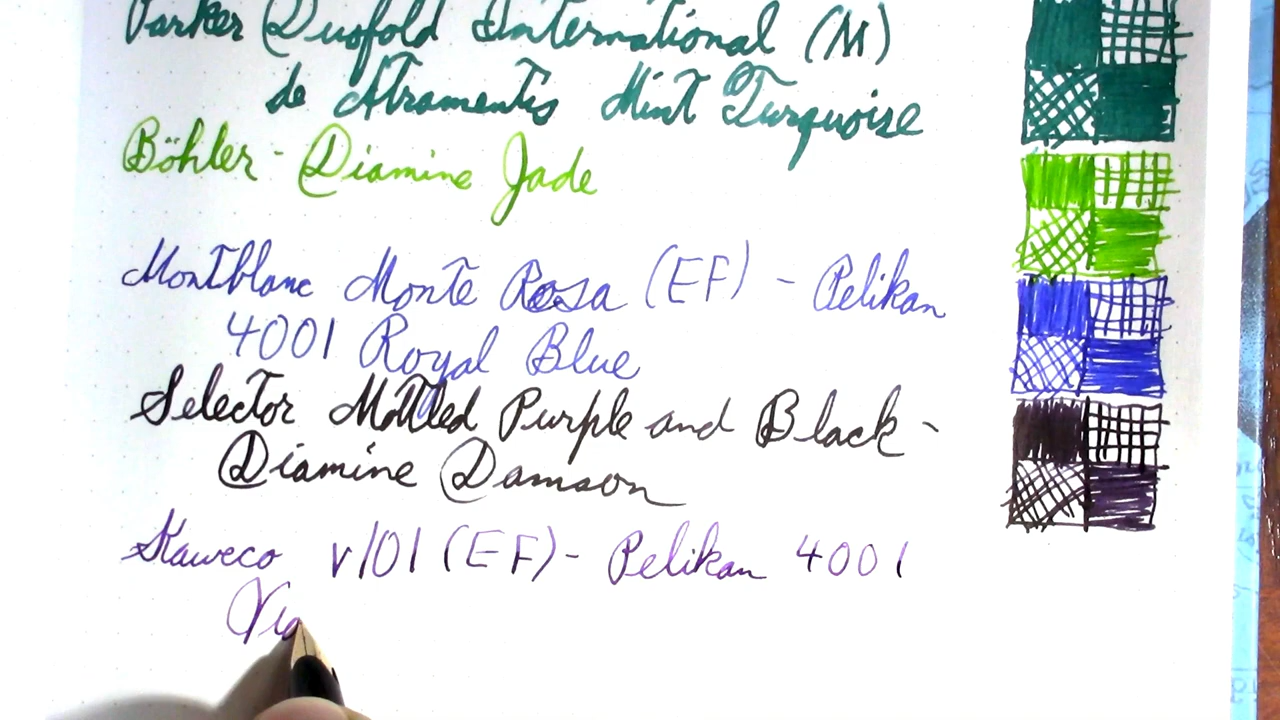 Parker Duofold International (M)
de Atramentis Mint Turquoise
Böhler - Diamine Jade
Montblanc Monte Rosa (EF) - Pelikan
4001 Royal Blue
Selector Mottled Purple and Black -
Diamine Damson
Kaweco V101 (EF) - Pelikan 4001
Vio